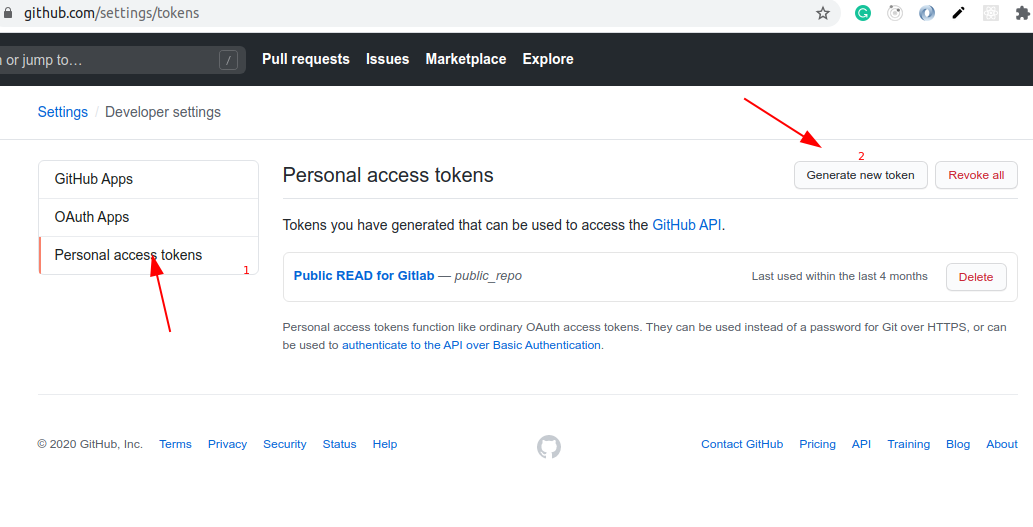 github.com/settings/tokens
or jump to…
/
Pull requests Issues Marketplace Explore
Settings / Developer settings
GitHub Apps
OAuth Apps
Personal access tokens
1
Personal access tokens
2
Generate new token
Revoke all
Tokens you have generated that can be used to access the GitHub API.
Public READ for Gitlab — public_repo
Last used within the last 4 months
Delete
Personal access tokens function like ordinary OAuth access tokens. They can be used instead of a password for Git over HTTPS, or can
be used to authenticate to the API over Basic Authentication.
© 2020 GitHub, Inc. Terms Privacy Security Status Help
Contact GitHub Pricing API Training Blog About